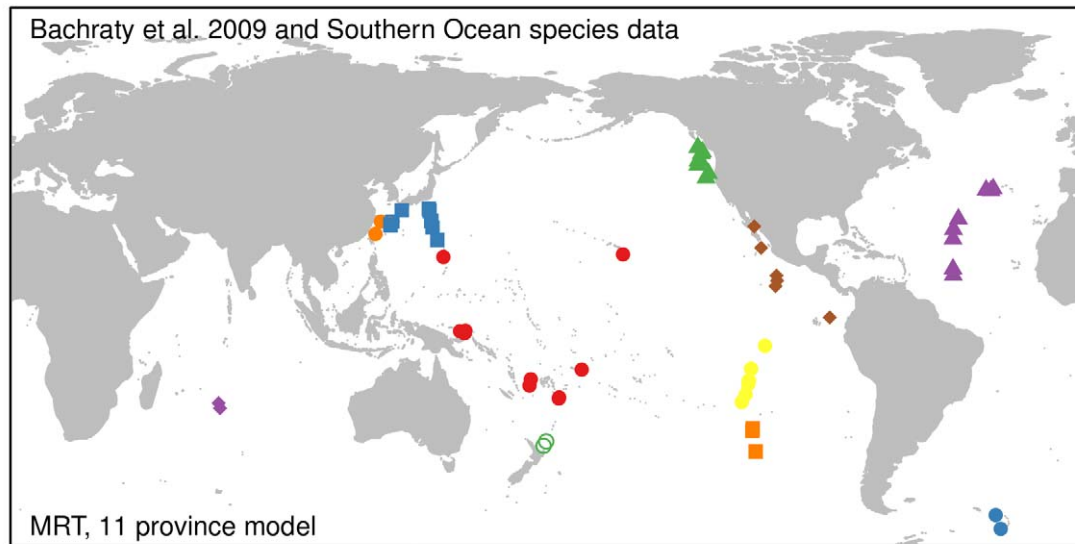 Bachraty et al. 2009 and Southern Ocean species data
MRT, 11 province model